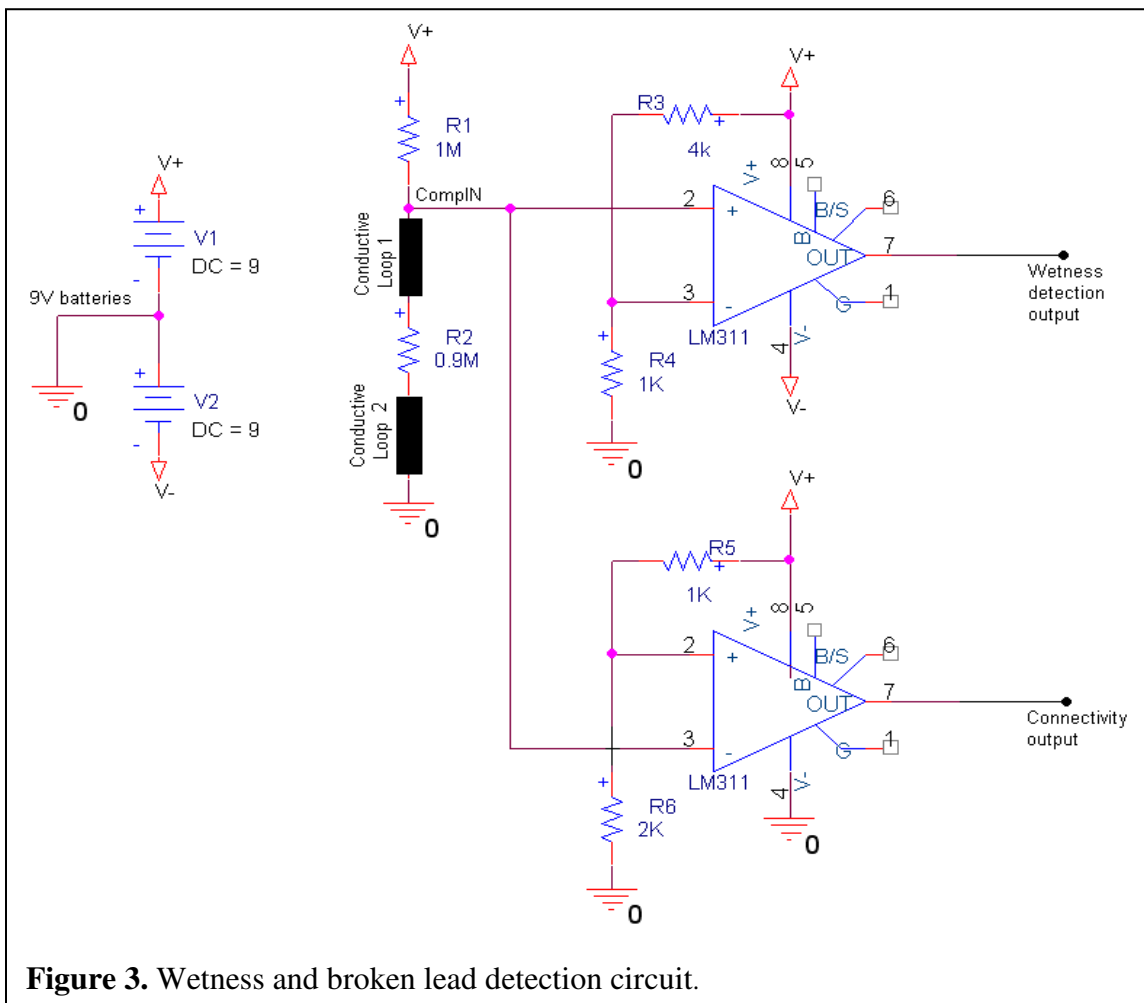 V+
R1
1M
CompIN
Conductive
Loop 1
R2
0.9M
Conductive
Loop 2
0
V+
V1
DC = 9
9V batteries
0
V2
DC = 9
V-
+
-
+
-
+
+
V+
R3
+
4k
8
5
V+
B/S
6
B
2
+
OUT
7
3
-
G
1
LM311
V-
4
V-
+
R4
1K
0
Wetness
detection
output
V+
R5
+
1K
8
5
V+
B/S
6
B
2
+
OUT
7
3
-
G
1
LM311
V-
4
0
+
R6
2K
0
Connectivity
output
Figure 3. Wetness and broken lead detection circuit.